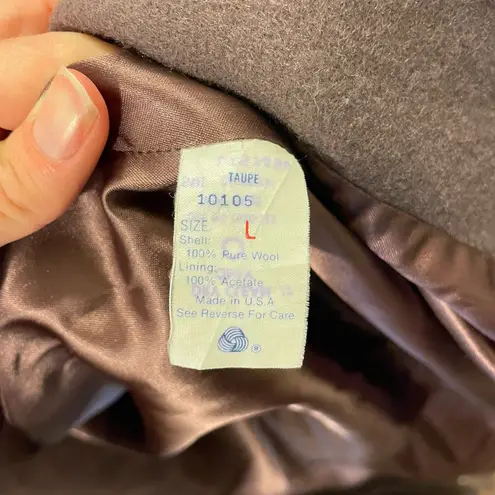 TAUPE
10105
SIZE L
Shell:
100% Pure Wool
Lining:
100% Acetate
Made in U.S.A
See Reverse For Care
®